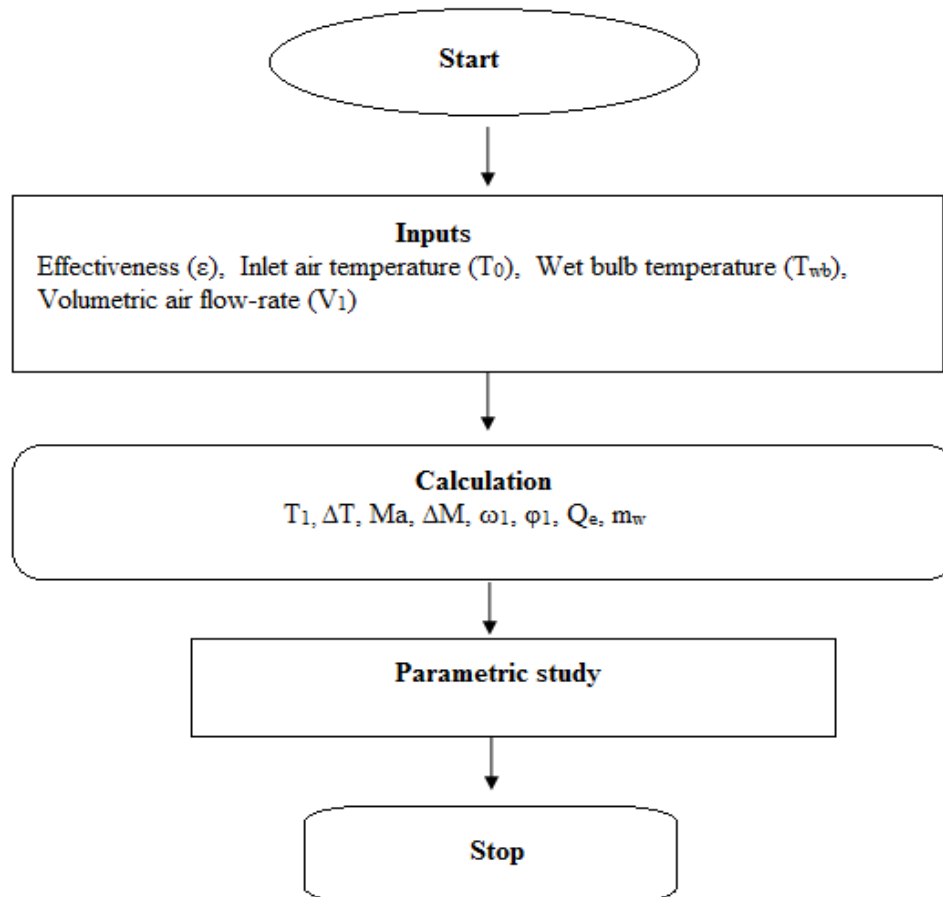 Start
Inputs
Effectiveness (ε), Inlet air temperature (T₀), Wet bulb temperature (Twb),
Volumetric air flow-rate (V₁)
Calculation
T₁, ΔT, Ma, ΔM, ω₁, φ₁, Qₑ, mw
Parametric study
Stop